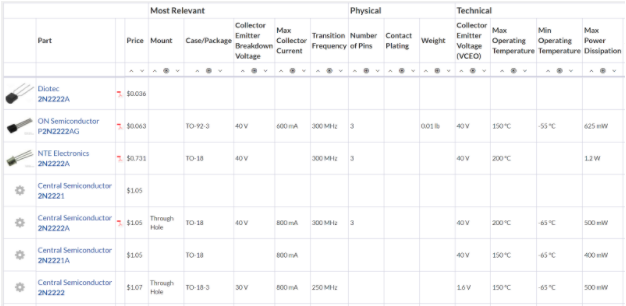 Most Relevant Physical Technical
Part Price Mount Case/Package Collector Emitter Breakdown Voltage Max Collector Current Transition Frequency Number of Pins Contact Plating Weight Collector Emitter Voltage (VCEO) Max Operating Temperature Min Operating Temperature Max Power Dissipation
Diotec
2N2222A $0.036
ON Semiconductor
P2N2222AG $0.063 TO-92-3 40 V 600 mA 300 MHz 3 0.01 lb 40 V 150 °C -55 °C 625 mW
NTE Electronics
2N2222A $0.731 TO-18 40 V 300 MHz 3 40 V 200 °C 1.2 W
Central Semiconductor
2N2221 $1.05
Central Semiconductor
2N2222A $1.05 Through Hole TO-18 40 V 800 mA 300 MHz 3 40 V 200 °C -65 °C 500 mW
Central Semiconductor
2N2221A $1.05 TO-18 800 mA 40 V 150 °C -65 °C 400 mW
Central Semiconductor
2N2222 $1.07 Through Hole TO-18-3 30 V 800 mA 250 MHz 1.6 V 150 °C -65 °C 500 mW